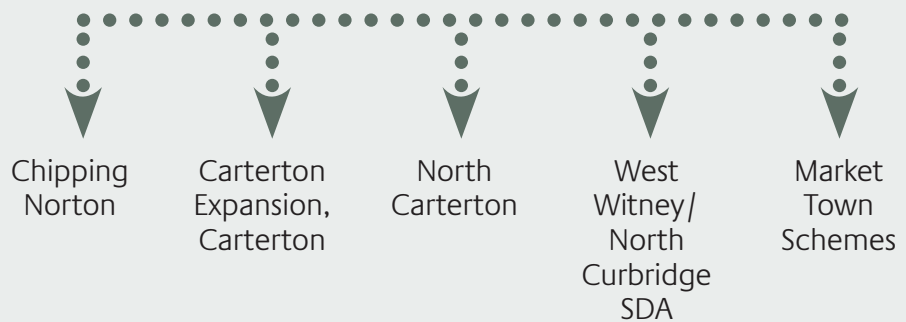 Chipping
Norton
Carterton
Expansion,
Carterton
North
Carterton
West
Witney/
North
Curbridge
SDA
Market
Town
Schemes